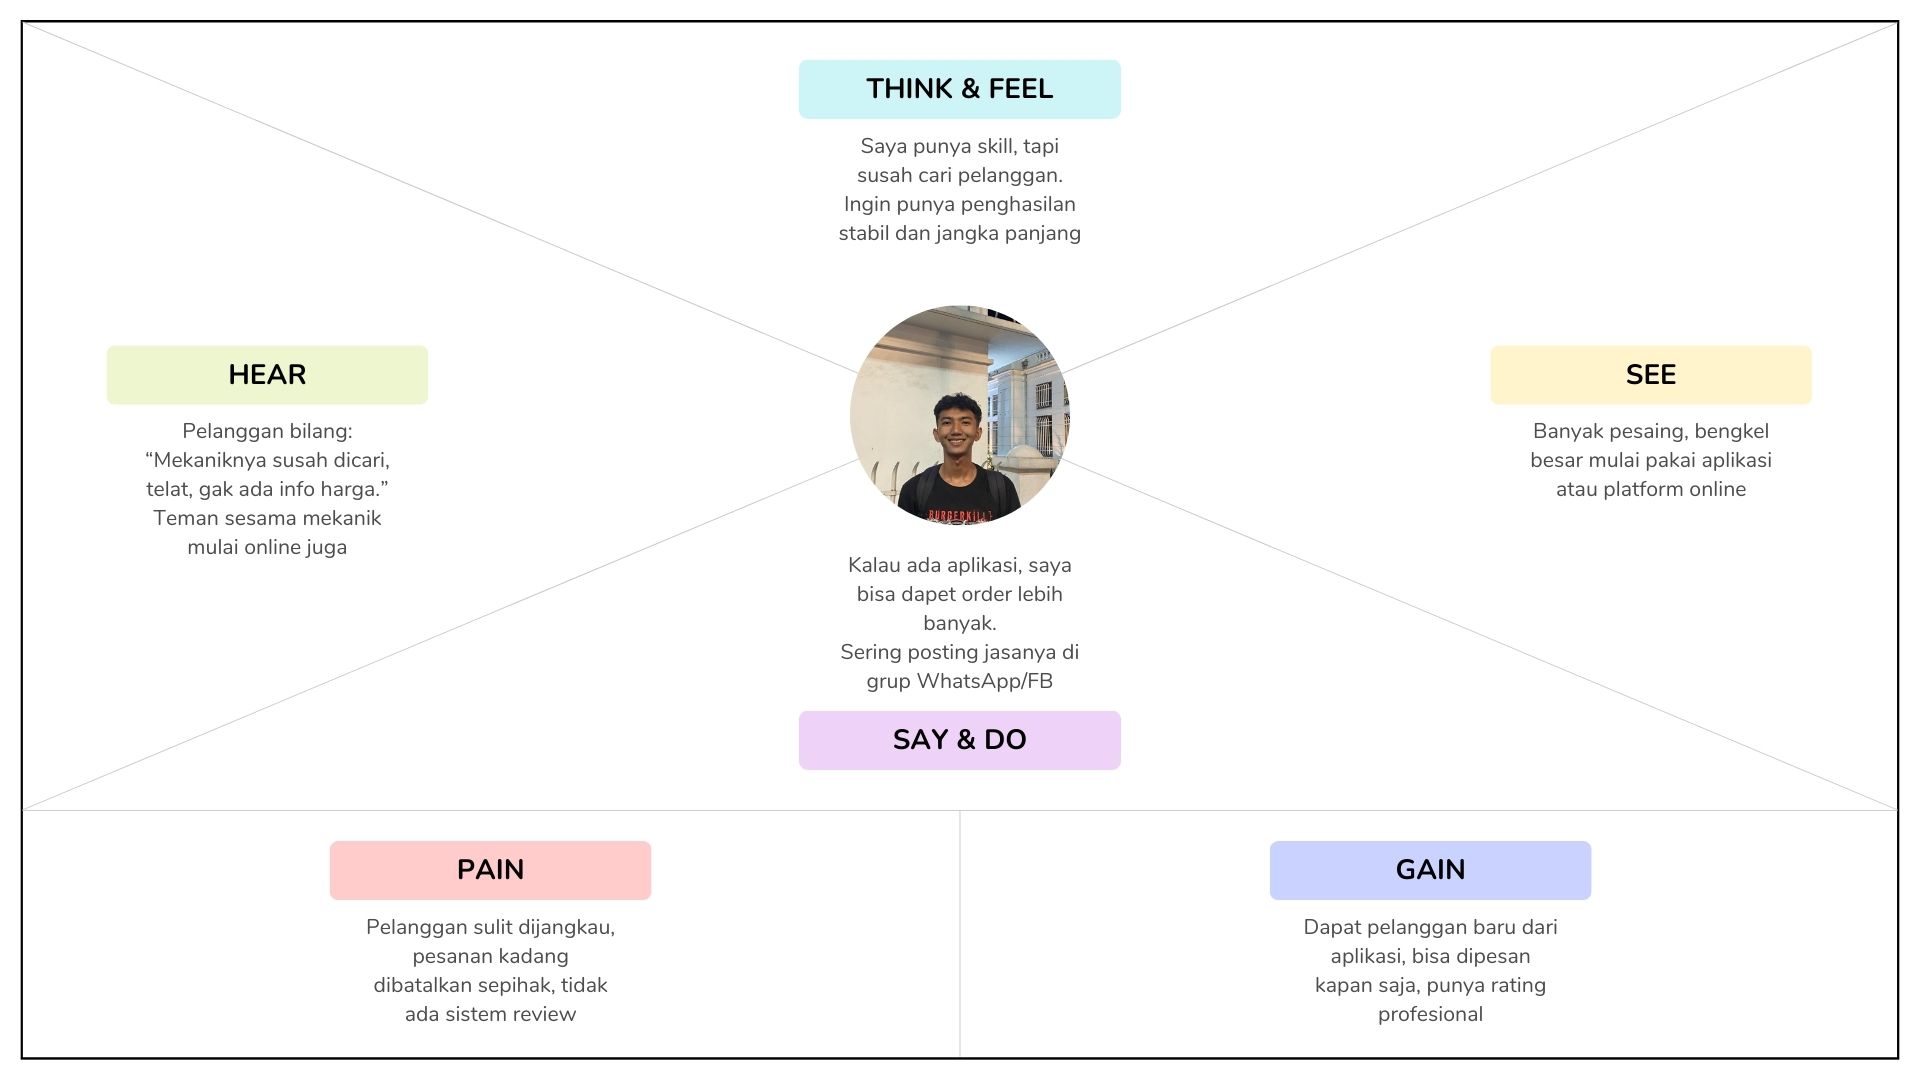 THINK & FEEL
Saya punya skill, tapi
susah cari pelanggan.
Ingin punya penghasilan
stabil dan jangka panjang
HEAR
Pelanggan bilang:
“Mekaniknya susah dicari,
telat, gak ada info harga.”
Teman sesama mekanik
mulai online juga
SEE
Banyak pesaing, bengkel
besar mulai pakai aplikasi
atau platform online
BURGERKILL
Kalau ada aplikasi, saya
bisa dapet order lebih
banyak.
Sering posting jasanya di
grup WhatsApp/FB
SAY & DO
PAIN
Pelanggan sulit dijangkau,
pesanan kadang
dibatalkan sepihak, tidak
ada sistem review
GAIN
Dapat pelanggan baru dari
aplikasi, bisa dipesan
kapan saja, punya rating
profesional